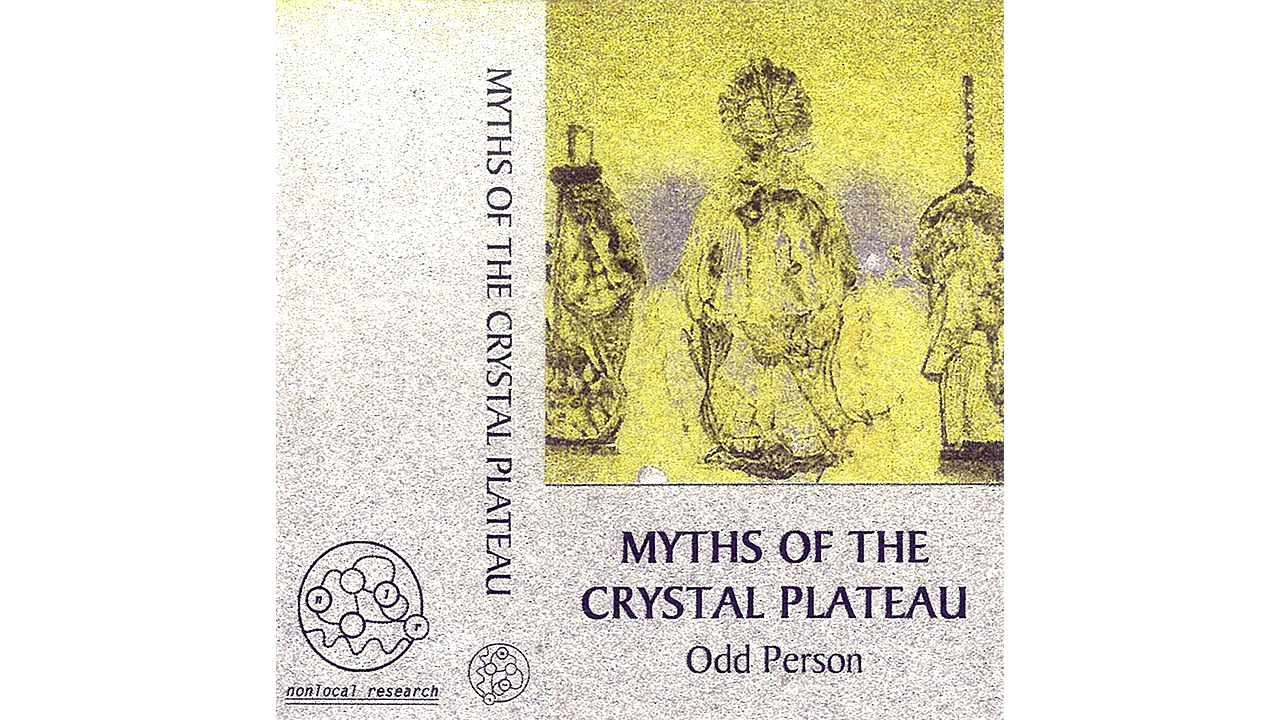 MYTHS OF THE CRYSTAL PLATEAU
nonlocal research
MYTHS OF THE
CRYSTAL PLATEAU
Odd Person